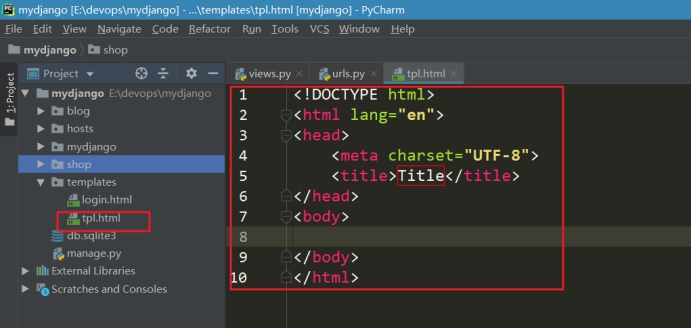 mydjango [E:\devops\mydjango] - ...\templates\tpl.html [mydjango] - PyCharm
File Edit View Navigate Code Refactor Run Tools VCS Window Help
mydjango shop
1: Project
Project
mydjango E:\devops\mydjango
blog
hosts
mydjango
shop
templates
login.html
tpl.html
db.sqlite3
manage.py
External Libraries
Scratches and Consoles
views.py urls.py tpl.html
1 <!DOCTYPE html>
2 <html lang="en">
3 <head>
4 <meta charset="UTF-8">
5 <title>Title</title>
6 </head>
7 <body>
8
9 </body>
10 </html>